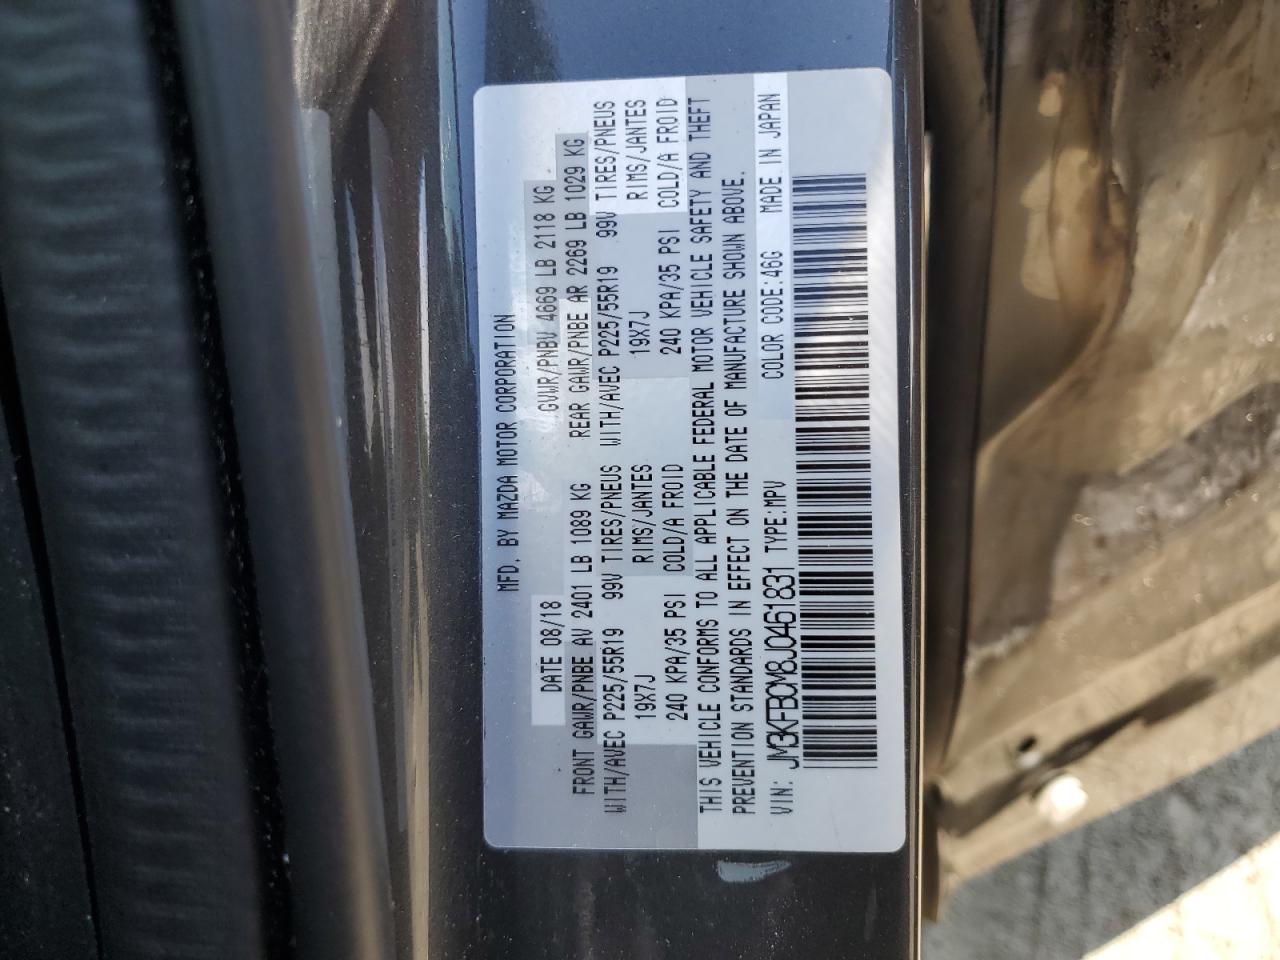 MFD. BY MAZDA MOTOR CORPORATION
DATE 08/18 GVWR/PNBV 4669 LB 2118 KG
FRONT GAWR/PNBE AV 2401 LB 1089 KG REAR GAWR/PNBE AR 2269 LB 1029 KG
WITH/AVEC P225/55R19 99V TIRES/PNEUS WITH/AVEC P225/55R19 99V TIRES/PNEUS
19X7J RIMS/JANTES 19X7J RIMS/JANTES
240 KPA/35 PSI COLD/A FROID 240 KPA/35 PSI COLD/A FROID
THIS VEHICLE CONFORMS TO ALL APPLICABLE FEDERAL MOTOR VEHICLE SAFETY AND THEFT
PREVENTION STANDARDS IN EFFECT ON THE DATE OF MANUFACTURE SHOWN ABOVE.
VIN: JM3KFBCM8J0461831 TYPE:MPV COLOR CODE:46G MADE IN JAPAN